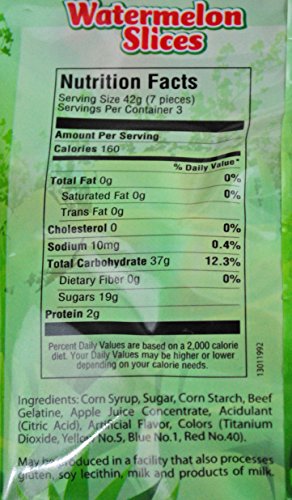 Watermelon
Slices
Nutrition Facts
Serving Size 42g (7 pieces)
Servings Per Container 3
Amount Per Serving
Calories 160
% Daily Value*
Total Fat 0g 0%
Saturated Fat 0g 0%
Trans Fat 0g
Cholesterol 0 0%
Sodium 10mg 0.4%
Total Carbohydrate 37g 12.3%
Dietary Fiber 0g 0%
Sugars 19g
Protein 2g
Percent Daily Values are based on a 2,000 calorie
diet. Your Daily Values may be higher or lower
depending on your calorie needs.
13011992
Ingredients: Corn Syrup, Sugar, Corn Starch, Beef
Gelatine, Apple Juice Concentrate, Acidulant
(Citric Acid), Artificial Flavor, Colors (Titanium
Dioxide, Yellow No.5, Blue No.1, Red No.40).
May be produced in a facility that also processes
gluten, soy lecithin, milk and products of milk.